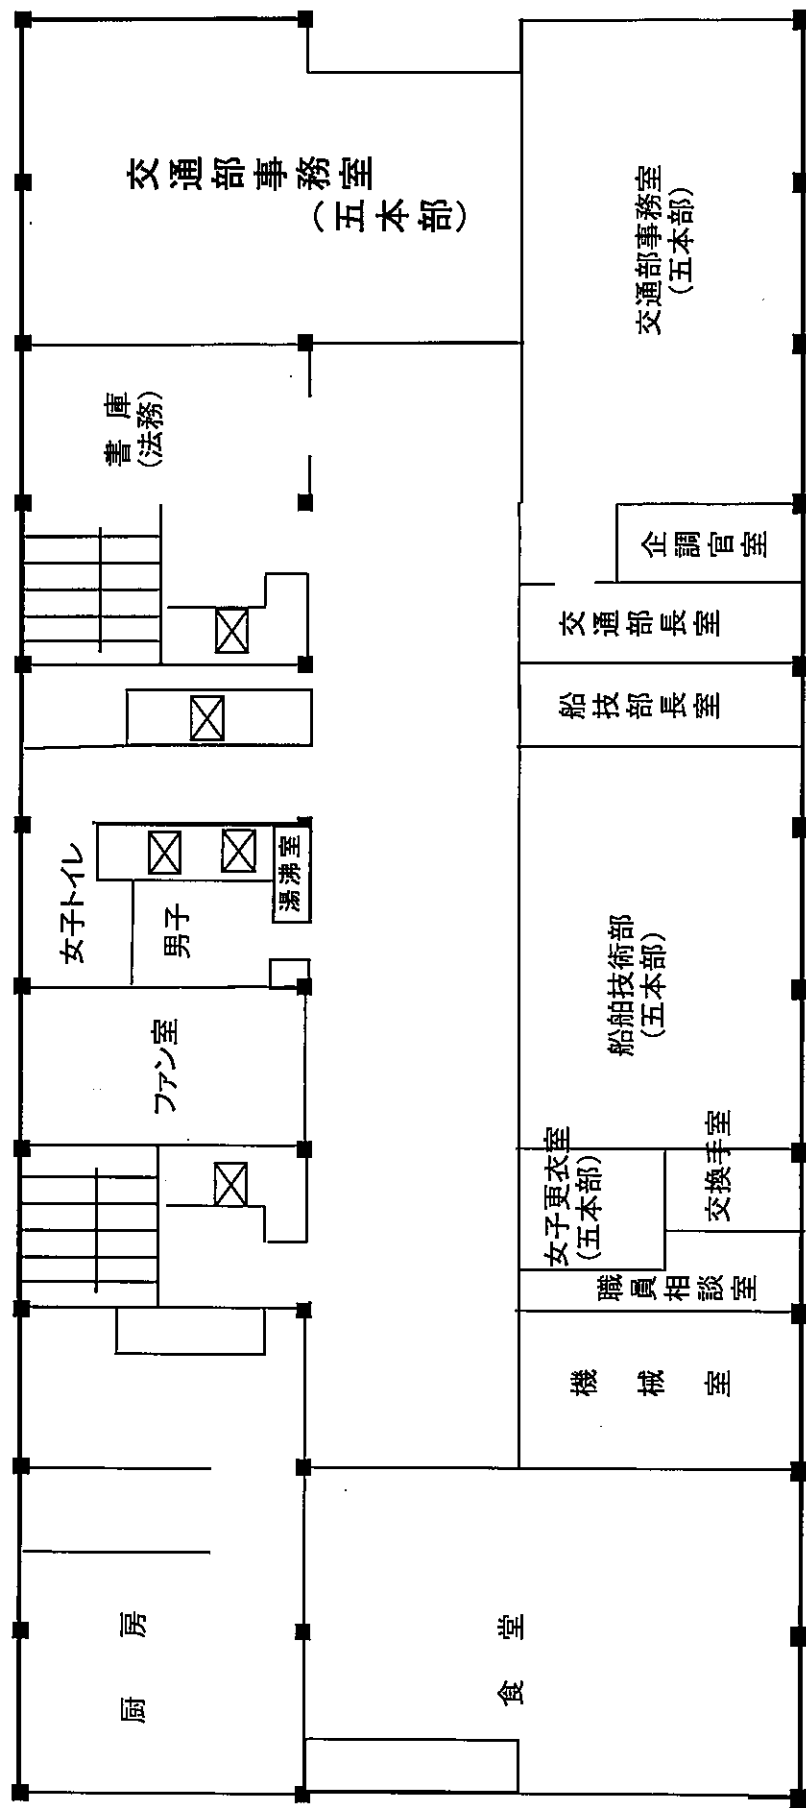 厨房
食堂
機械室
職員相談室
女子更衣室
(五本部)
交換手室
ファン室
男子
女子トイレ
湯沸室
船舶技術部
(五本部)
船技部長室
交通部長室
企調官室
書庫
(法務)
交通部事務室
(五本部)
交通部事務室
(五本部)